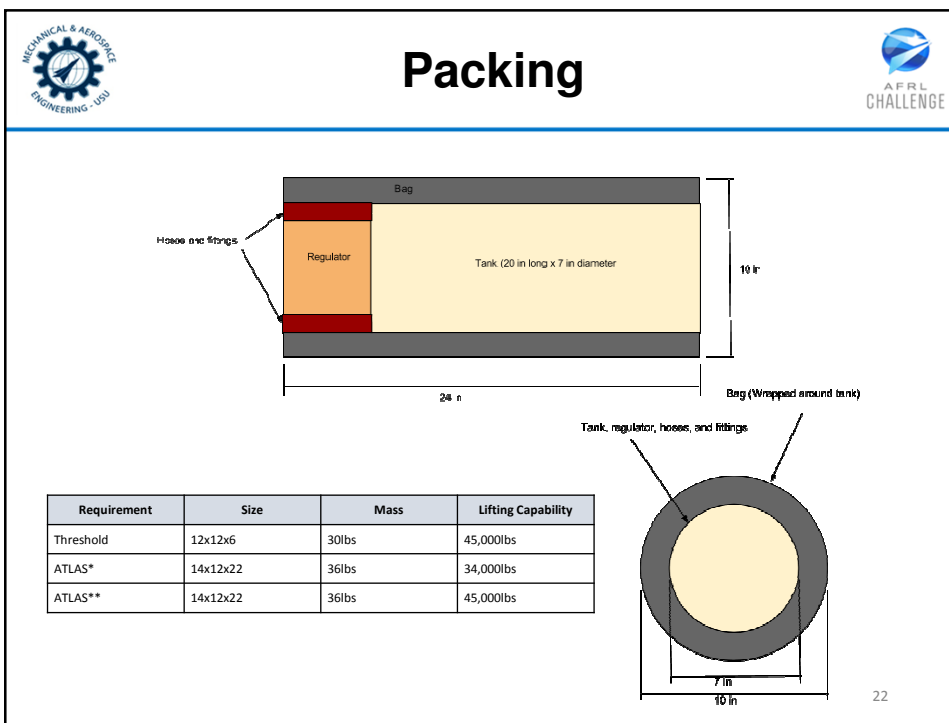 MECHANICAL & AEROSPACE
ENGINEERING - USU
Packing
AFRL
CHALLENGE
Bag
Hoses and fittings
Regulator
Tank (20 in long x 7 in diameter
10 in
24 in
Bag (Wrapped around tank)
Tank, regulator, hoses, and fittings
Requirement Size Mass Lifting Capability
Threshold 12x12x6 30lbs 45,000lbs
ATLAS* 14x12x22 36lbs 34,000lbs
ATLAS** 14x12x22 36lbs 45,000lbs
7 in
10 in
22